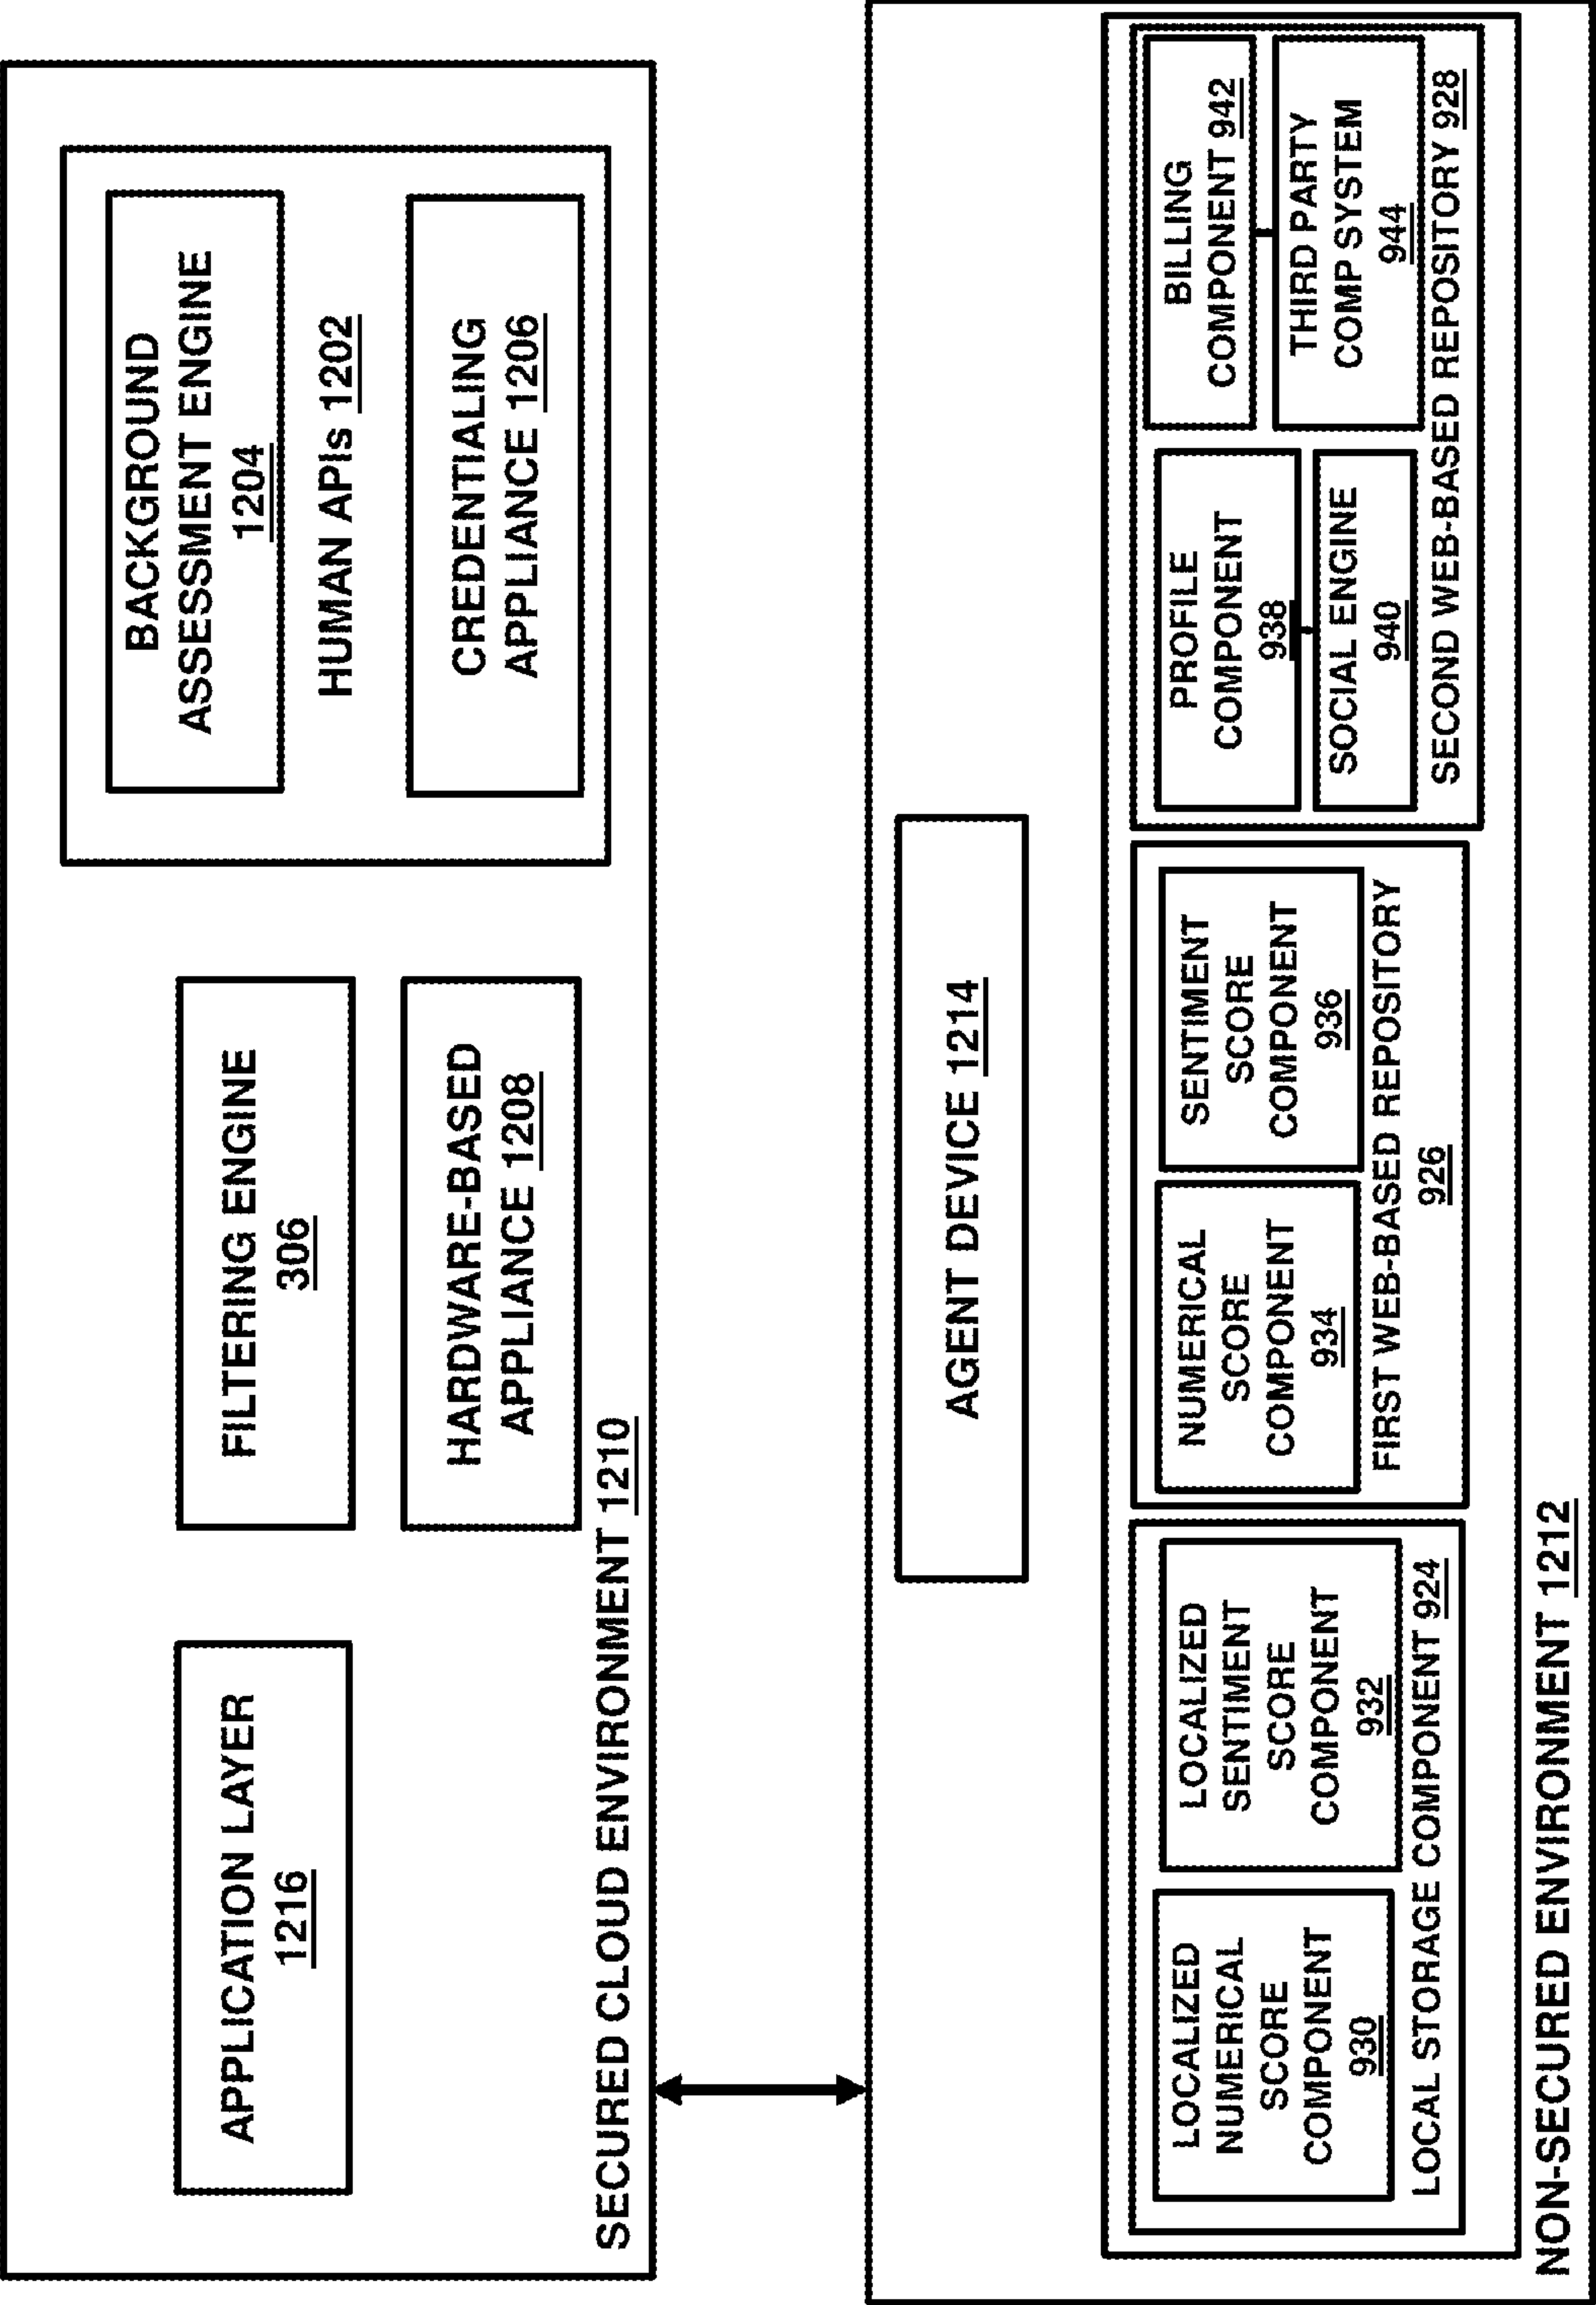 APPLICATION LAYER
1216
FILTERING ENGINE
306
HARDWARE-BASED
APPLIANCE 1208
BACKGROUND
ASSESSMENT ENGINE
1204
HUMAN APIs 1202
CREDENTIALING
APPLIANCE 1206
SECURED CLOUD ENVIRONMENT 1210
AGENT DEVICE 1214
LOCALIZED
NUMERICAL
SCORE
COMPONENT
930
LOCALIZED
SENTIMENT
SCORE
COMPONENT
932
LOCAL STORAGE COMPONENT 924
NUMERICAL
SCORE
COMPONENT
934
SENTIMENT
SCORE
COMPONENT
936
FIRST WEB-BASED REPOSITORY
926
PROFILE
COMPONENT
938
SOCIAL ENGINE
940
BILLING
COMPONENT 942
THIRD PARTY
COMP SYSTEM
944
SECOND WEB-BASED REPOSITORY 928
NON-SECURED ENVIRONMENT 1212